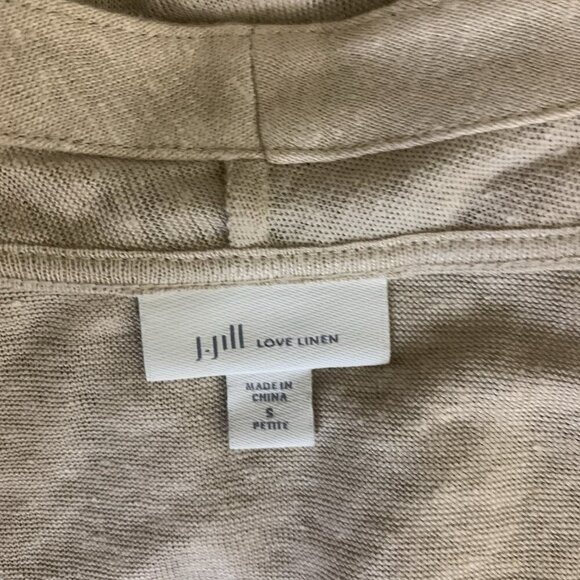 J.Jill LOVE LINEN
MADE IN
CHINA
S
PETITE